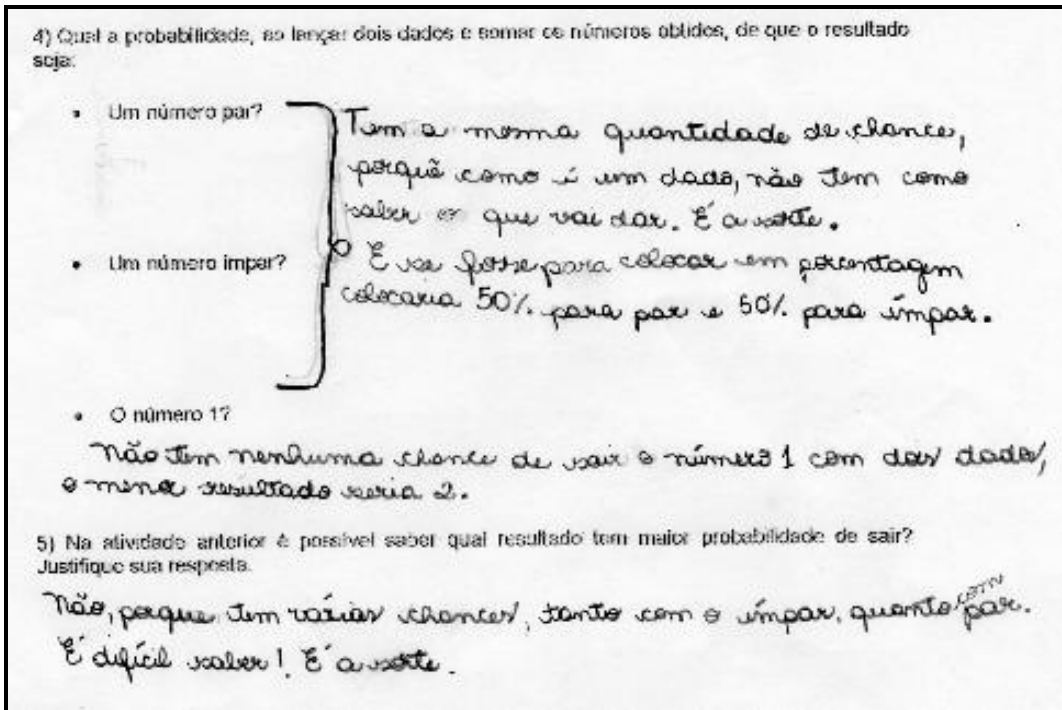 4) Qual a probabilidade, ao lançar dois dados e somar os números obtidos, de que o resultado
seja:
• Um número par?
Tem a mesma quantidade de chance,
porquê como é um dado, não tem como
saber o que vai dar. É a sorte.
• Um número impar?
E se fosse para colocar em porcentagem
colocaria 50% para par e 50% para ímpar.
• O número 1?
Não tem nenhuma chance de sair o número 1 com dois dados,
o menor resultado seria 2.
5) Na atividade anterior é possível saber qual resultado tem maior probabilidade de sair?
Justifique sua resposta.
Não, porque tem várias chances, tanto com o ímpar, quanto com par.
É difícil saber! É a sorte.